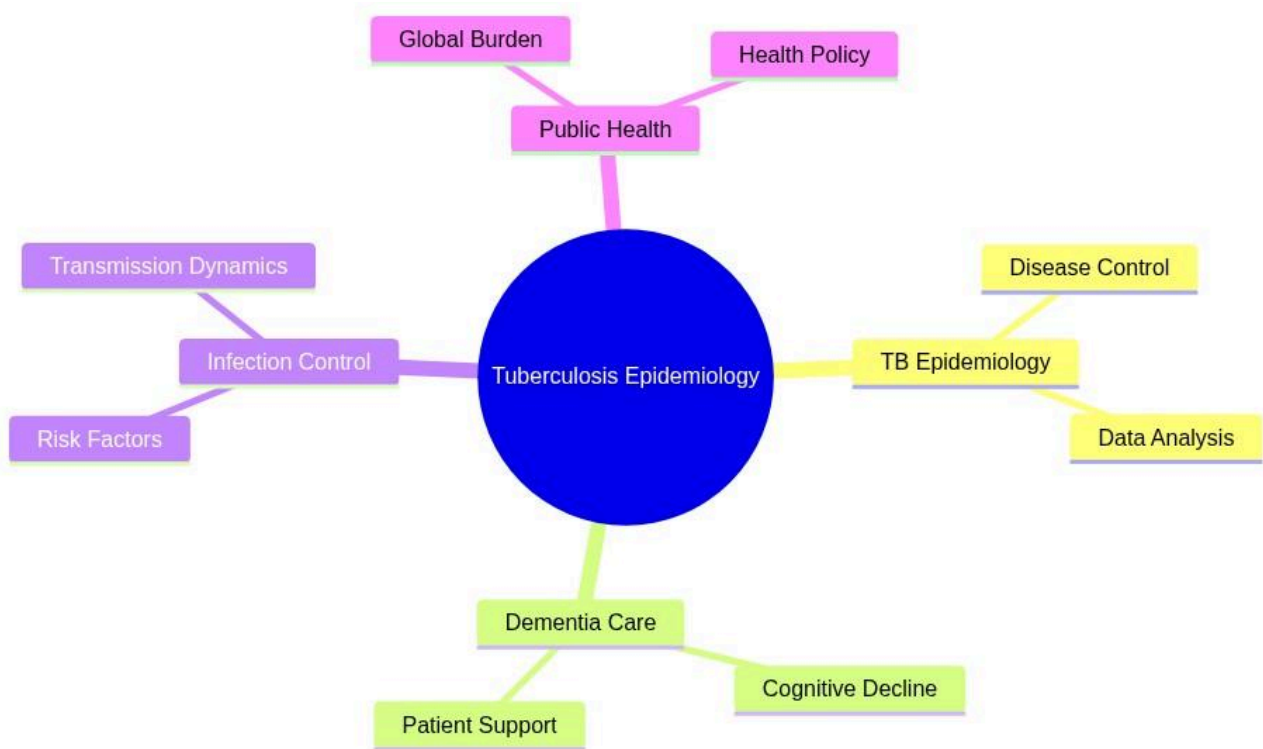 Global Burden
Health Policy
Public Health
Transmission Dynamics
Disease Control
Infection Control
TB Epidemiology
Tuberculosis Epidemiology
Risk Factors
Data Analysis
Dementia Care
Cognitive Decline
Patient Support